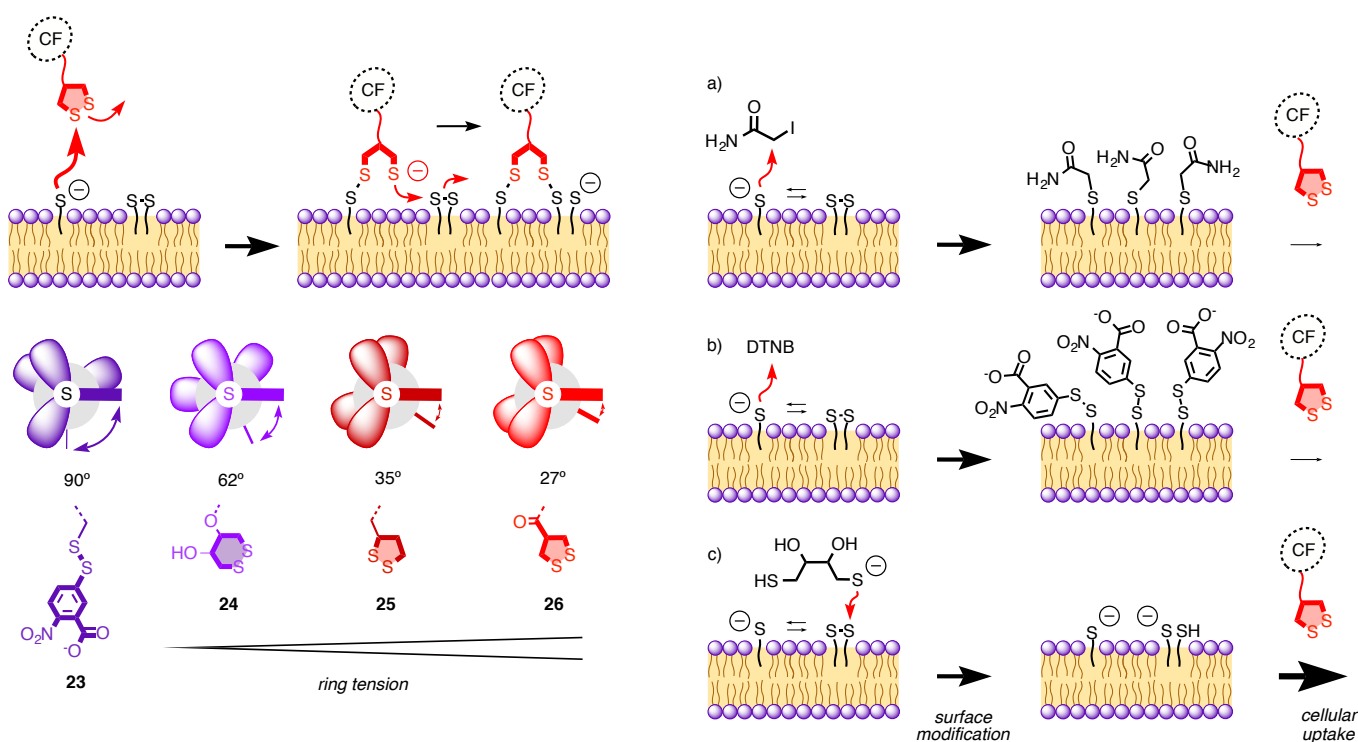 CF
S
S
S
⊖
S-S
CF
S
S
⊖
S
S-S
CF
S
S
S
S
S
⊖
S
S
S
S
90º
62º
35º
27º
S
S
O2N
O
O-
23
O
HO
S
S
24
S
S
25
O
S
S
26
ring tension
a)
O
H2N
I
⊖
S
S-S
O
H2N
S
H2N
O
S
O
NH2
S
CF
S
S
b)
DTNB
⊖
S
S-S
O
-O
O2N
S
S
-O
O
O2N
S
S
O-
O
NO2
S
S
CF
S
S
c)
HO
OH
HS
S
⊖
⊖
S
S-S
⊖
S
⊖
S
SH
CF
S
S
surface
modification
cellular
uptake